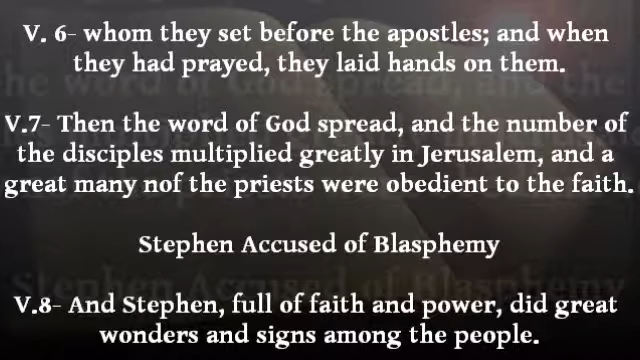 V. 6- whom they set before the apostles; and when
they had prayed, they laid hands on them.
V.7- Then the word of God spread, and the number of
the disciples multiplied greatly in Jerusalem, and a
great many nof the priests were obedient to the faith.
Stephen Accused of Blasphemy
V.8- And Stephen, full of faith and power, did great
wonders and signs among the people.